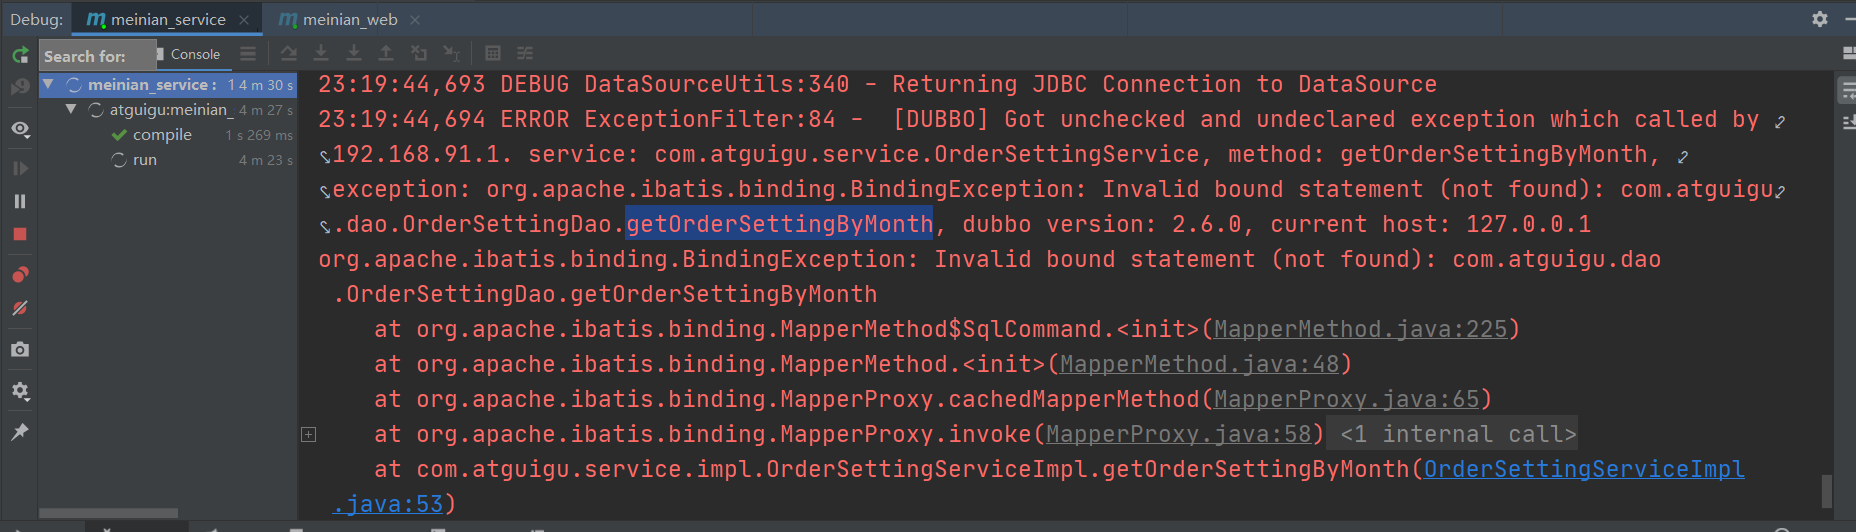 Debug: meinian_service × meinian_web ×
Search for: Console
meinian_service : 1 4 m 30 s
atguigu:meinian_ 4 m 27 s
compile 1 s 269 ms
run 4 m 23 s
23:19:44,693 DEBUG DataSourceUtils:340 - Returning JDBC Connection to DataSource
23:19:44,694 ERROR ExceptionFilter:84 -  [DUBBO] Got unchecked and undeclared exception which called by
192.168.91.1. service: com.atguigu.service.OrderSettingService, method: getOrderSettingByMonth,
exception: org.apache.ibatis.binding.BindingException: Invalid bound statement (not found): com.atguigu
.dao.OrderSettingDao.getOrderSettingByMonth, dubbo version: 2.6.0, current host: 127.0.0.1
org.apache.ibatis.binding.BindingException: Invalid bound statement (not found): com.atguigu.dao
.OrderSettingDao.getOrderSettingByMonth
at org.apache.ibatis.binding.MapperMethod$SqlCommand.<init>(MapperMethod.java:225)
at org.apache.ibatis.binding.MapperMethod.<init>(MapperMethod.java:48)
at org.apache.ibatis.binding.MapperProxy.cachedMapperMethod(MapperProxy.java:65)
at org.apache.ibatis.binding.MapperProxy.invoke(MapperProxy.java:58) <1 internal call>
at com.atguigu.service.impl.OrderSettingServiceImpl.getOrderSettingByMonth(OrderSettingServiceImpl
.java:53)